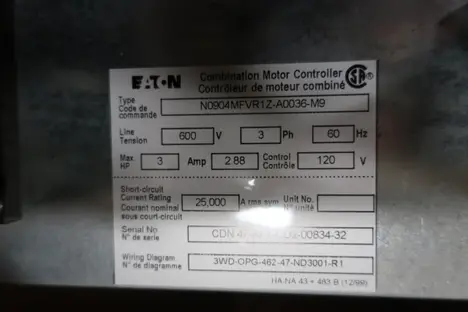 EATON
Combination Motor Controller
Contrôleur de moteur combiné
Type
Code de commande
N0904MFVR1Z-A0036-M9
Line
Tension
600 V 3 Ph 60 Hz
Max.
HP
3 Amp 2.88 Control
Contrôle 120 V
Short-circuit
Current Rating
Courant nominal
sous court-circuit
25,000 A rms sym. Unit No.
N° unité
Serial No
N° de série
CDN 00834-32
Wiring Diagram
N° de diagramme
3WD-OPG-462-47-ND3001-R1